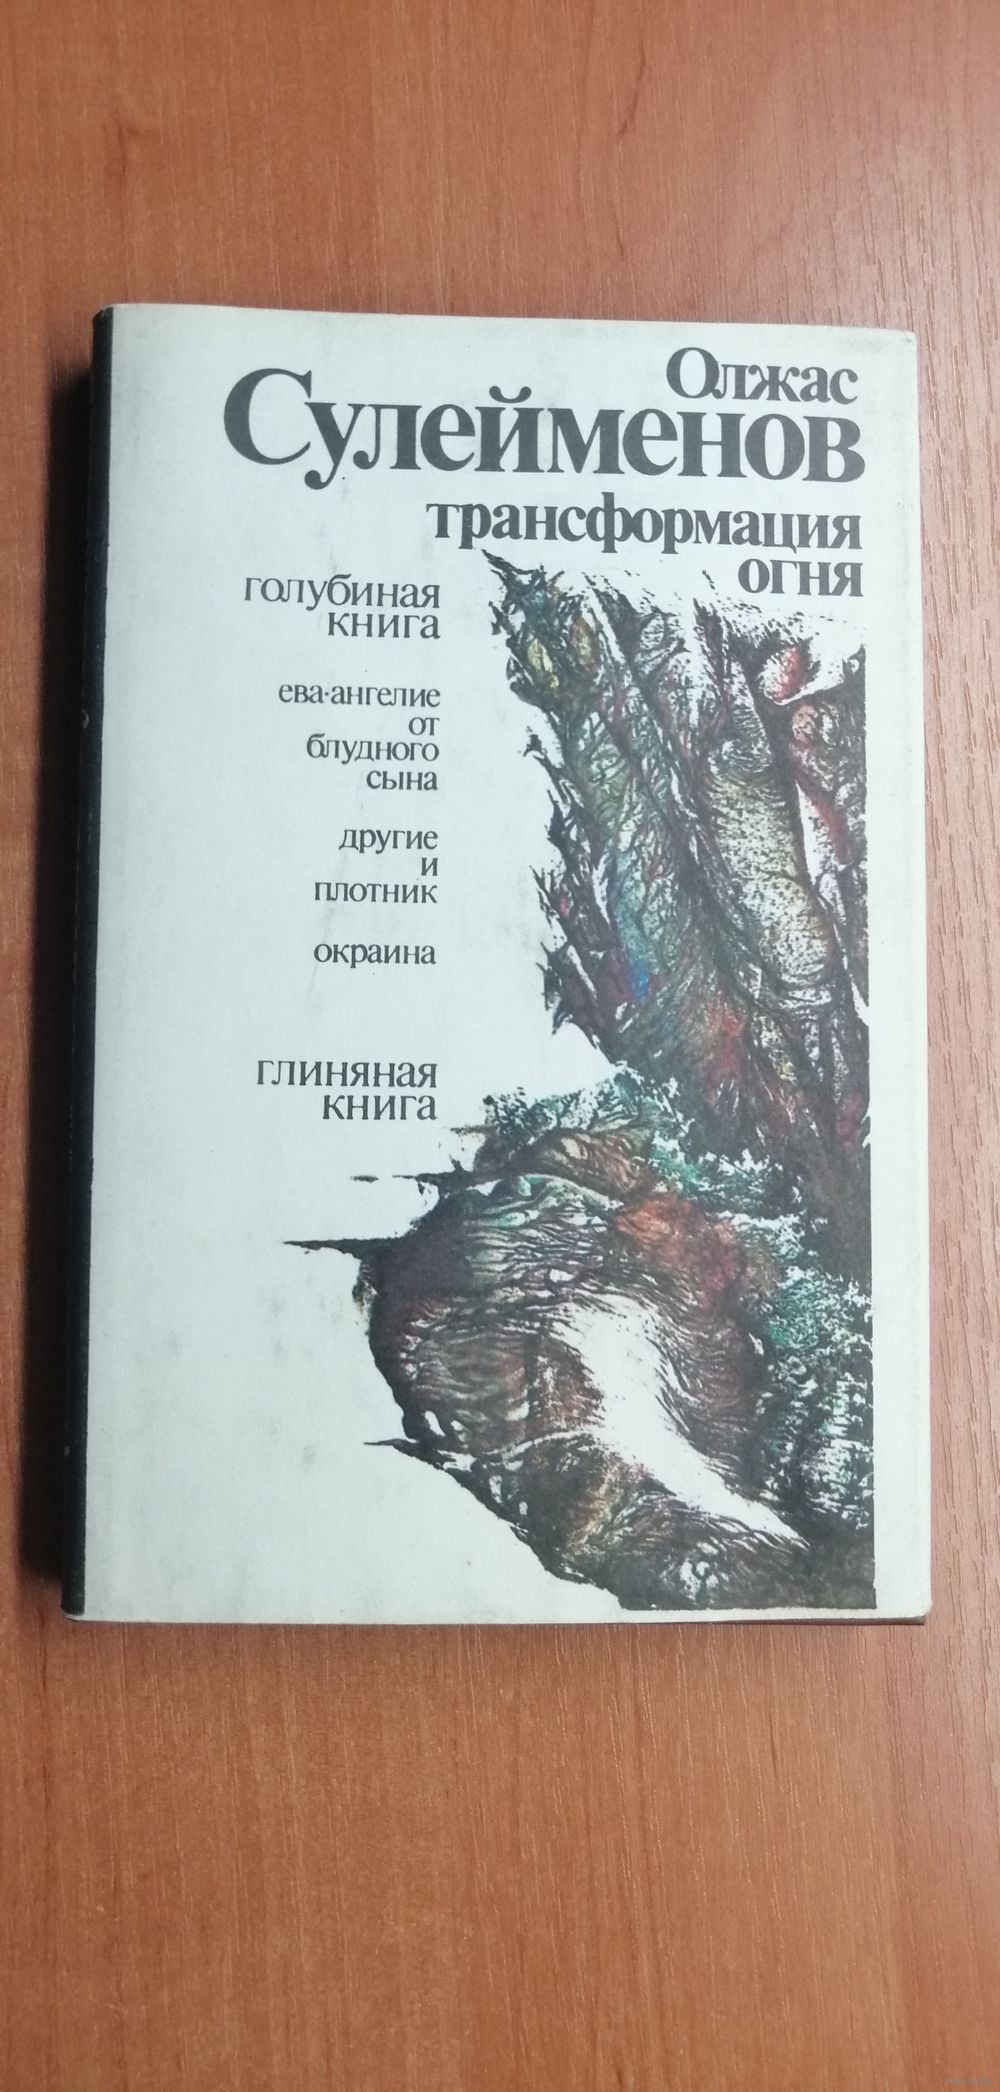 Олжас
Сулейменов
трансформация
огня
голубиная
книга
ева·ангелие
от
блудного
сына
другие
и
плотник
окраина
глиняная
книга